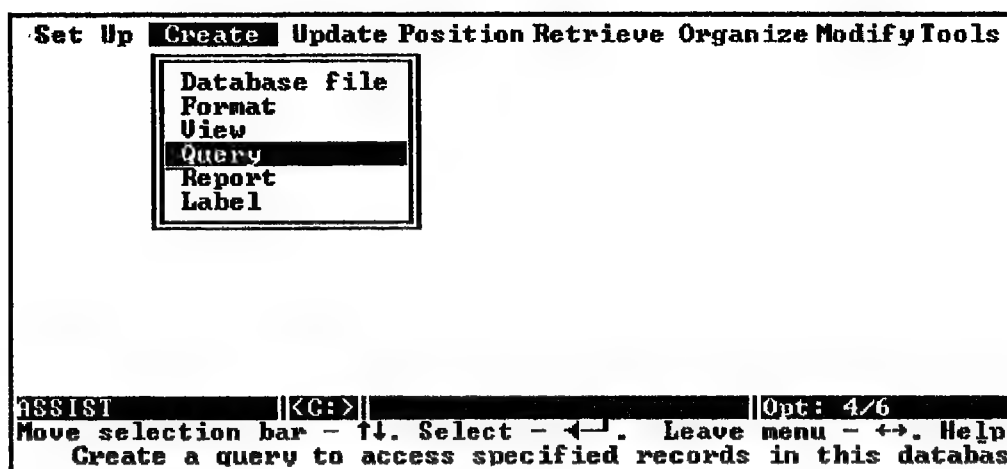 Set Up Create Update Position Retrieve Organize Modify Tools
Database file
Format
View
Query
Report
Label
ASSIST <C:> Opt: 4/6
Move selection bar - ↑↓. Select - ←┘. Leave menu - ↔. Help
Create a query to access specified records in this databas